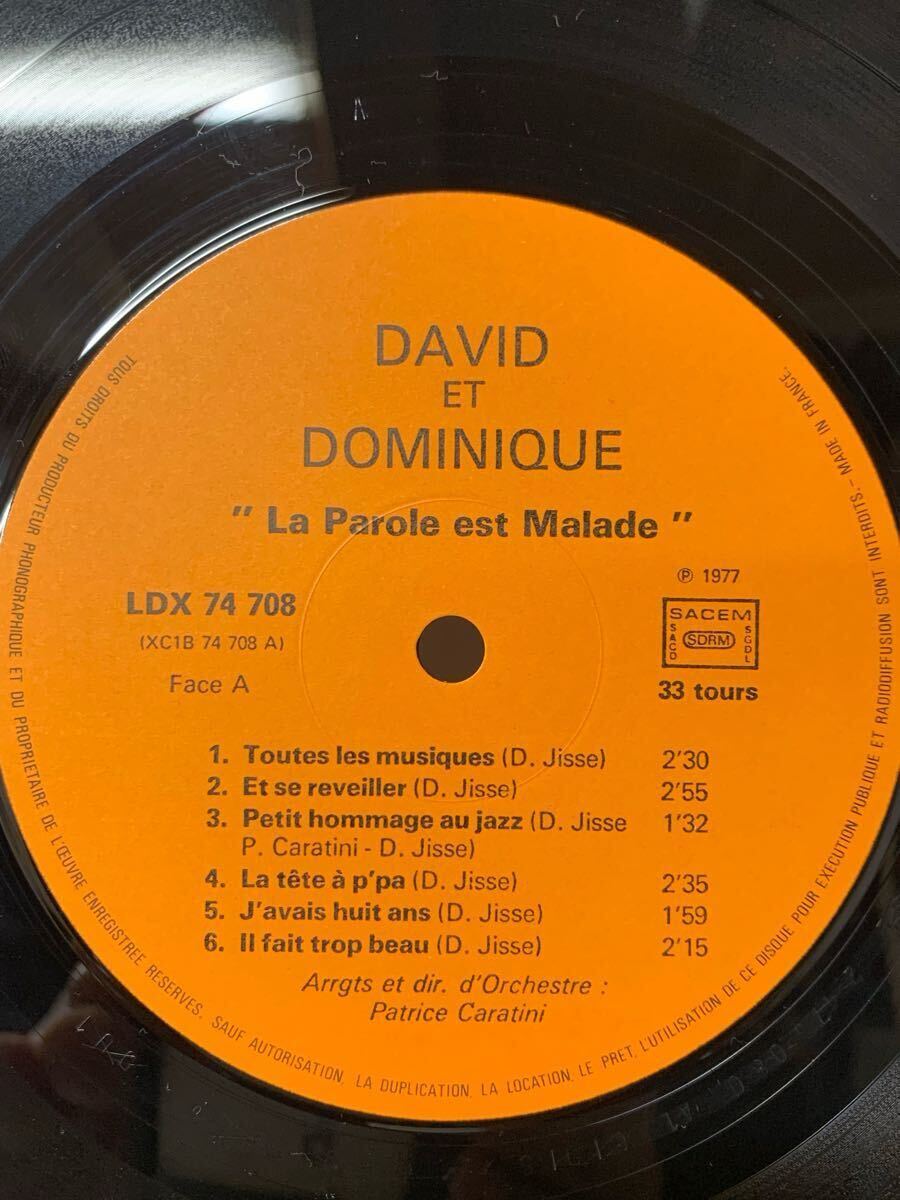 DAVID
ET
DOMINIQUE
" La Parole est Malade "
LDX 74 708
(XC1B 74 708 A)
Face A
℗ 1977
SACEM
SACD
SDRM
SGDL
33 tours
1. Toutes les musiques (D. Jisse) 2'30
2. Et se reveiller (D. Jisse) 2'55
3. Petit hommage au jazz (D. Jisse 1'32
P. Caratini - D. Jisse)
4. La tête à p'pa (D. Jisse) 2'35
5. J'avais huit ans (D. Jisse) 1'59
6. Il fait trop beau (D. Jisse) 2'15
Arrgts et dir. d'Orchestre :
Patrice Caratini
TOUS DROITS DU PRODUCTEUR PHONOGRAPHIQUE ET DU PROPRIETAIRE DE L'ŒUVRE ENREGISTREE RESERVES, SAUF AUTORISATION, LA DUPLICATION, LA LOCATION, LE PRET, L'UTILISATION DE CE DISQUE POUR EXECUTION PUBLIQUE ET RADIODIFFUSION SONT INTERDITS. - MADE IN FRANCE.